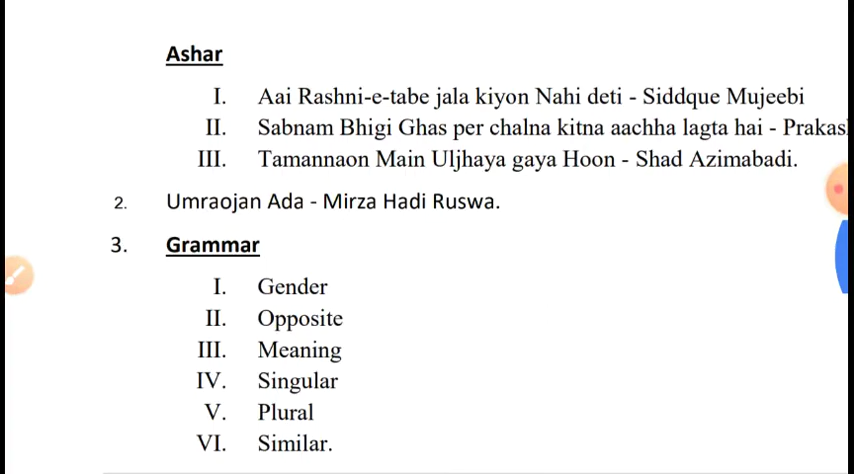 Ashar
I. Aai Rashni-e-tabe jala kiyon Nahi deti - Siddque Mujeebi
II. Sabnam Bhigi Ghas per chalna kitna aachha lagta hai - Prakas
III. Tamannaon Main Uljhaya gaya Hoon - Shad Azimabadi.
2. Umraojan Ada - Mirza Hadi Ruswa.
3. Grammar
I. Gender
II. Opposite
III. Meaning
IV. Singular
V. Plural
VI. Similar.